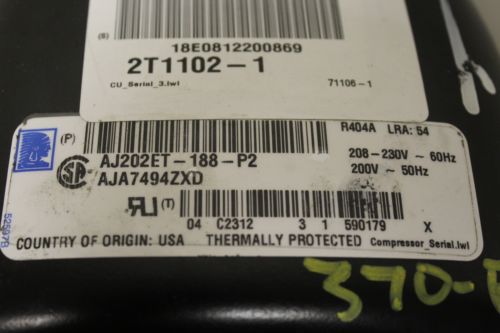 (S)
18E0812200869
2T1102-1
CU_Serial_3.lwl
71106-1
(P)
R404A LRA: 54
AJ202ET-188-P2
208-230V ~ 60Hz
AJA7494ZXD
200V ~ 50Hz
(T)
04 C2312 3 1 590179 X
COUNTRY OF ORIGIN: USA THERMALLY PROTECTED Compressor_Serial.lwl
52597B
370-